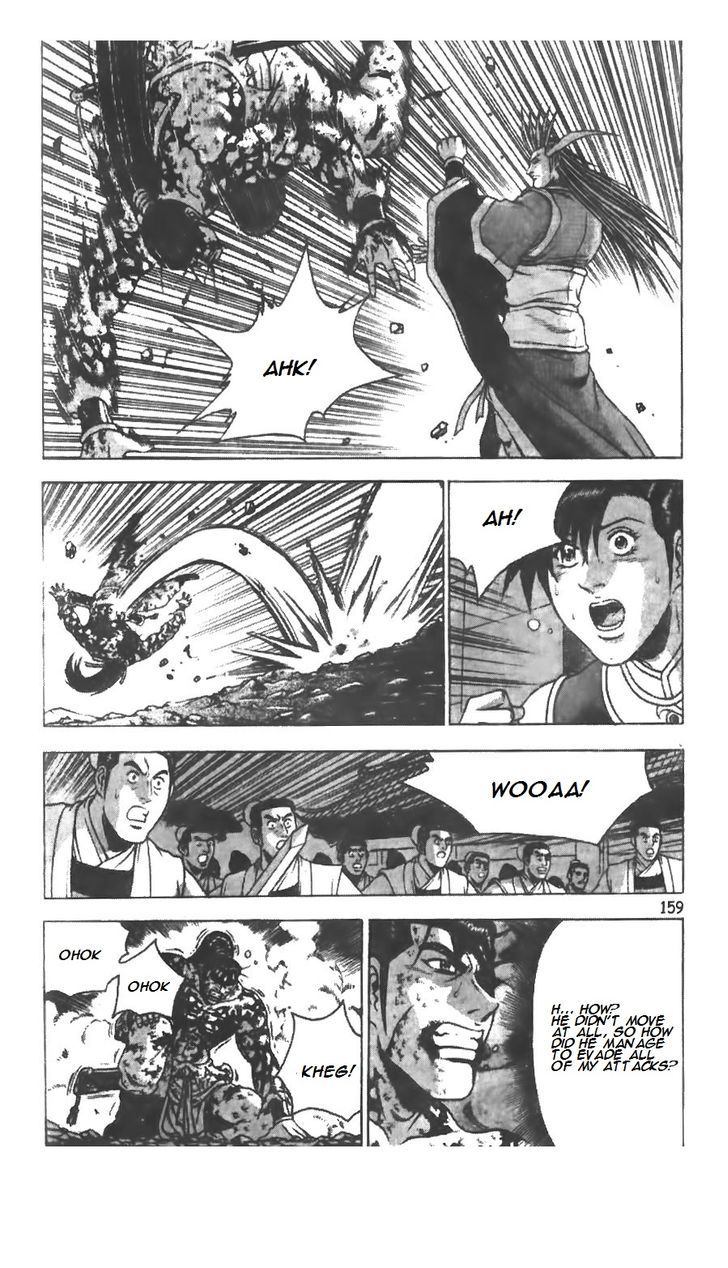 AHK!
AH!
WOOAA!
159
OHOK
OHOK
KHEG!
H... HOW?
HE DIDN'T MOVE
AT ALL, SO HOW
DID HE MANAGE
TO EVADE ALL
OF MY ATTACKS?